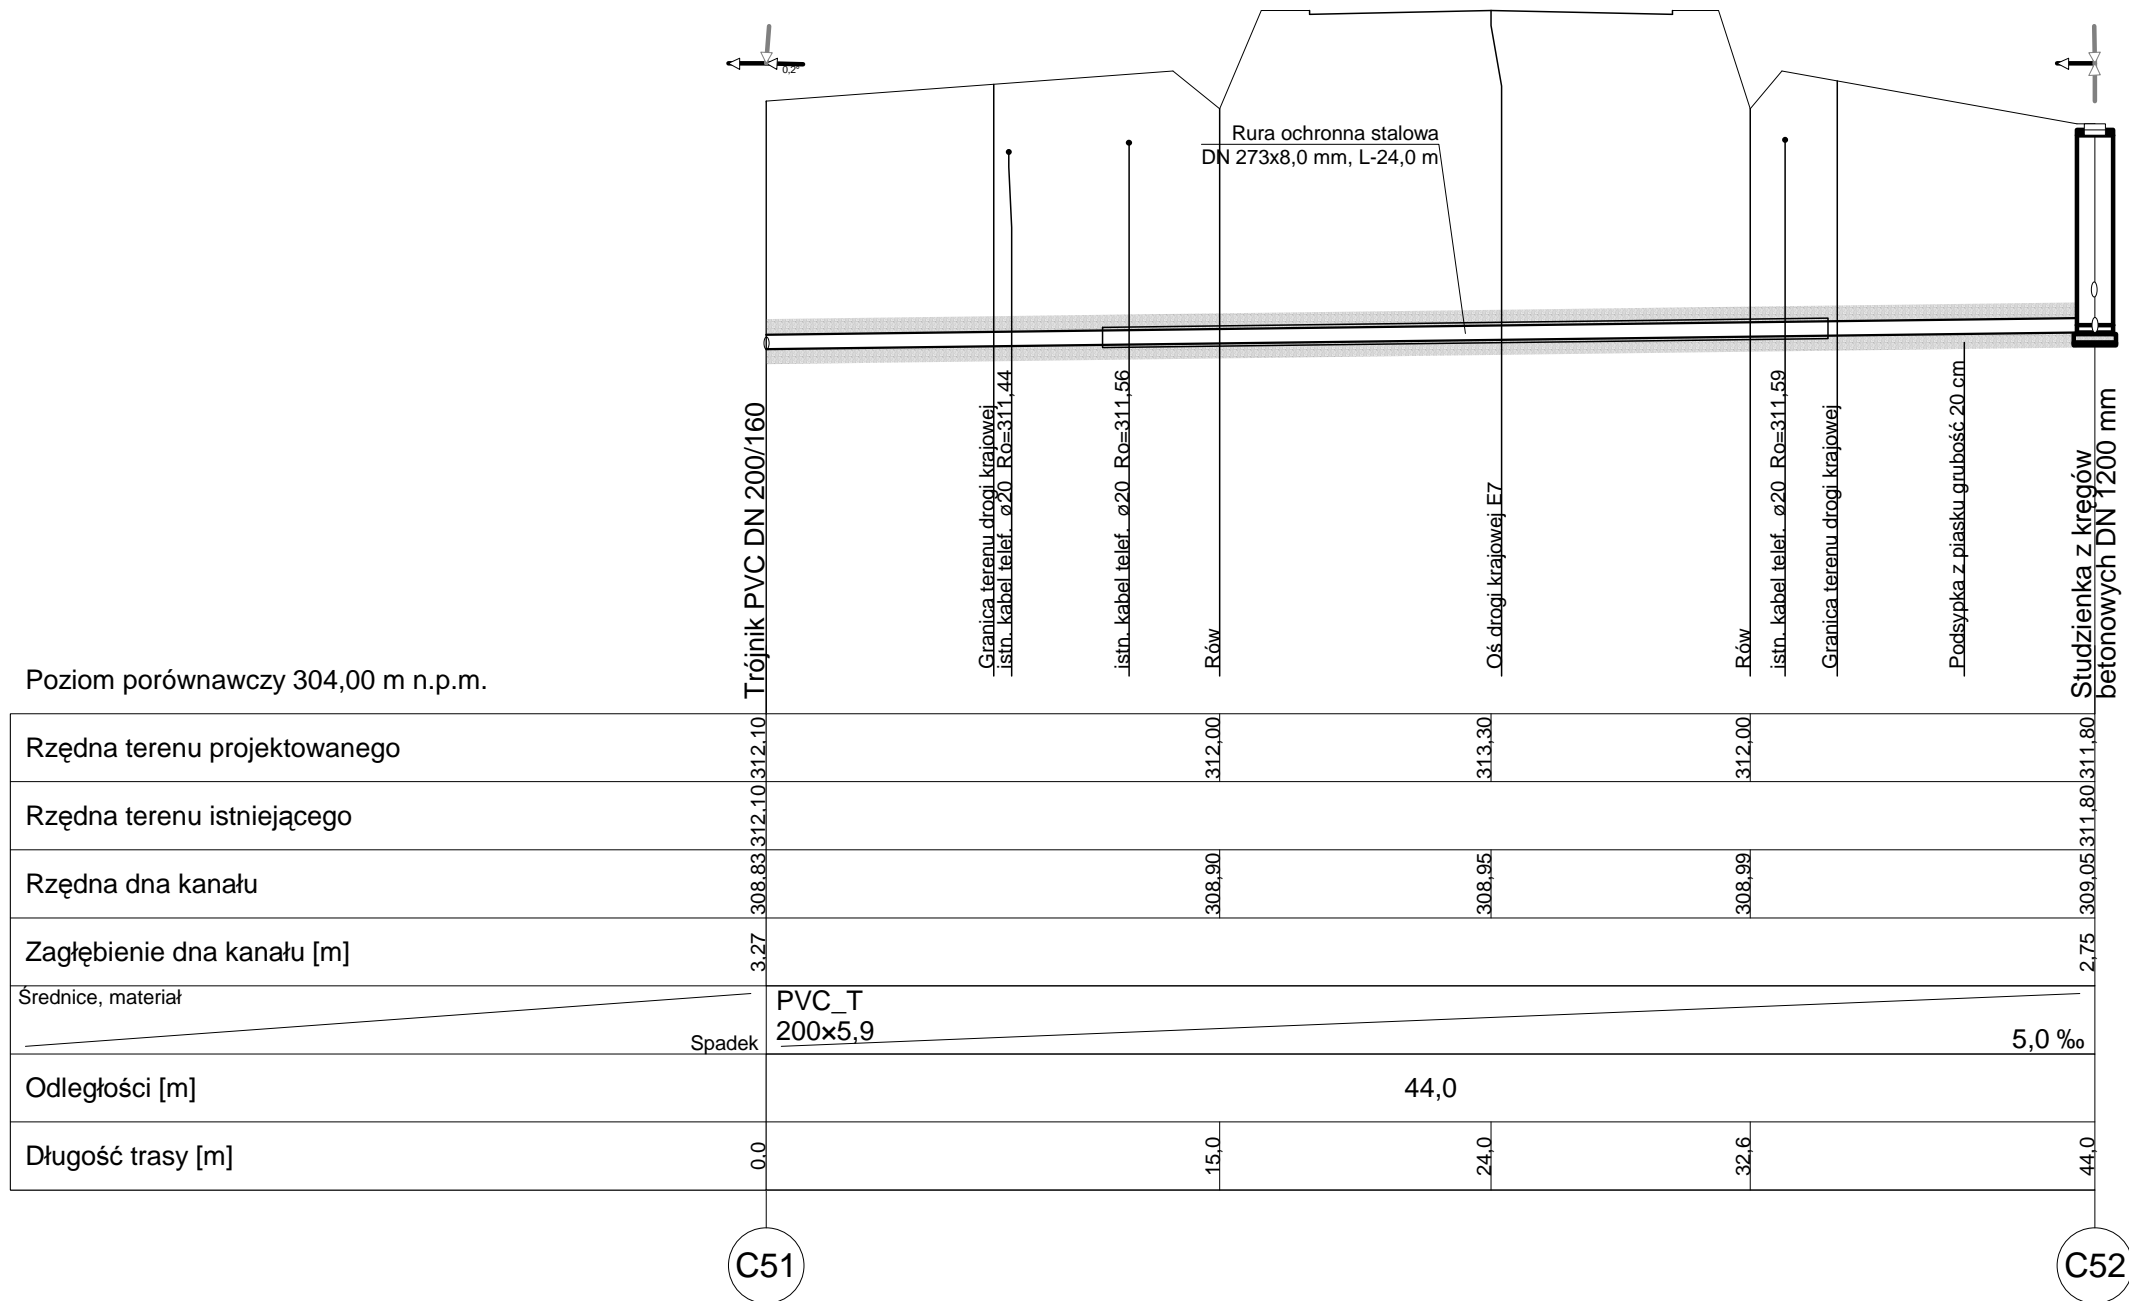 0,2°
Rura ochronna stalowa
DN 273x8,0 mm, L-24,0 m
Trójnik PVC DN 200/160
Granica terenu drogi krajowej
istn. kabel telef. ø20 Ro=311,44
istn. kabel telef. ø20 Ro=311,56
Rów
Oś drogi krajowej E7
Rów
istn. kabel telef. ø20 Ro=311,59
Granica terenu drogi krajowej
Podsypka z piasku grubość 20 cm
Studzienka z kręgów
betonowych DN 1200 mm
Poziom porównawczy 304,00 m n.p.m.
Rzędna terenu projektowanego 312,10 312,00 313,30 312,00 311,80
Rzędna terenu istniejącego 312,10 311,80
Rzędna dna kanału 308,83 308,90 308,95 308,99 309,05
Zagłębienie dna kanału [m] 3,27 2,75
Średnice, materiał PVC_T
200×5,9
Spadek 5,0 ‰
Odległości [m] 44,0
Długość trasy [m] 0,0 15,0 24,0 32,6 44,0
C51 C52